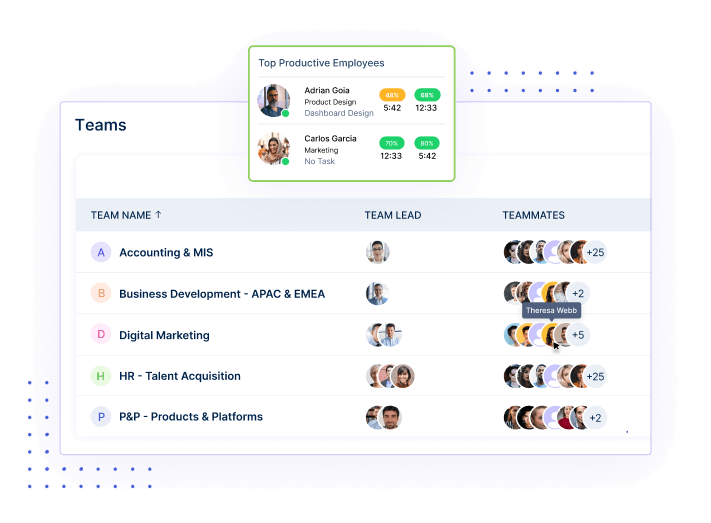 Top Productive Employees
Adrian Goia
Product Design
Dashboard Design
48%
5:42
68%
12:33
Carlos Garcia
Marketing
No Task
70%
12:33
80%
5:42
Teams
TEAM NAME ↑ TEAM LEAD TEAMMATES
A Accounting & MIS +25
B Business Development - APAC & EMEA +2
Theresa Webb
D Digital Marketing +5
H HR - Talent Acquisition +25
P P&P - Products & Platforms +2